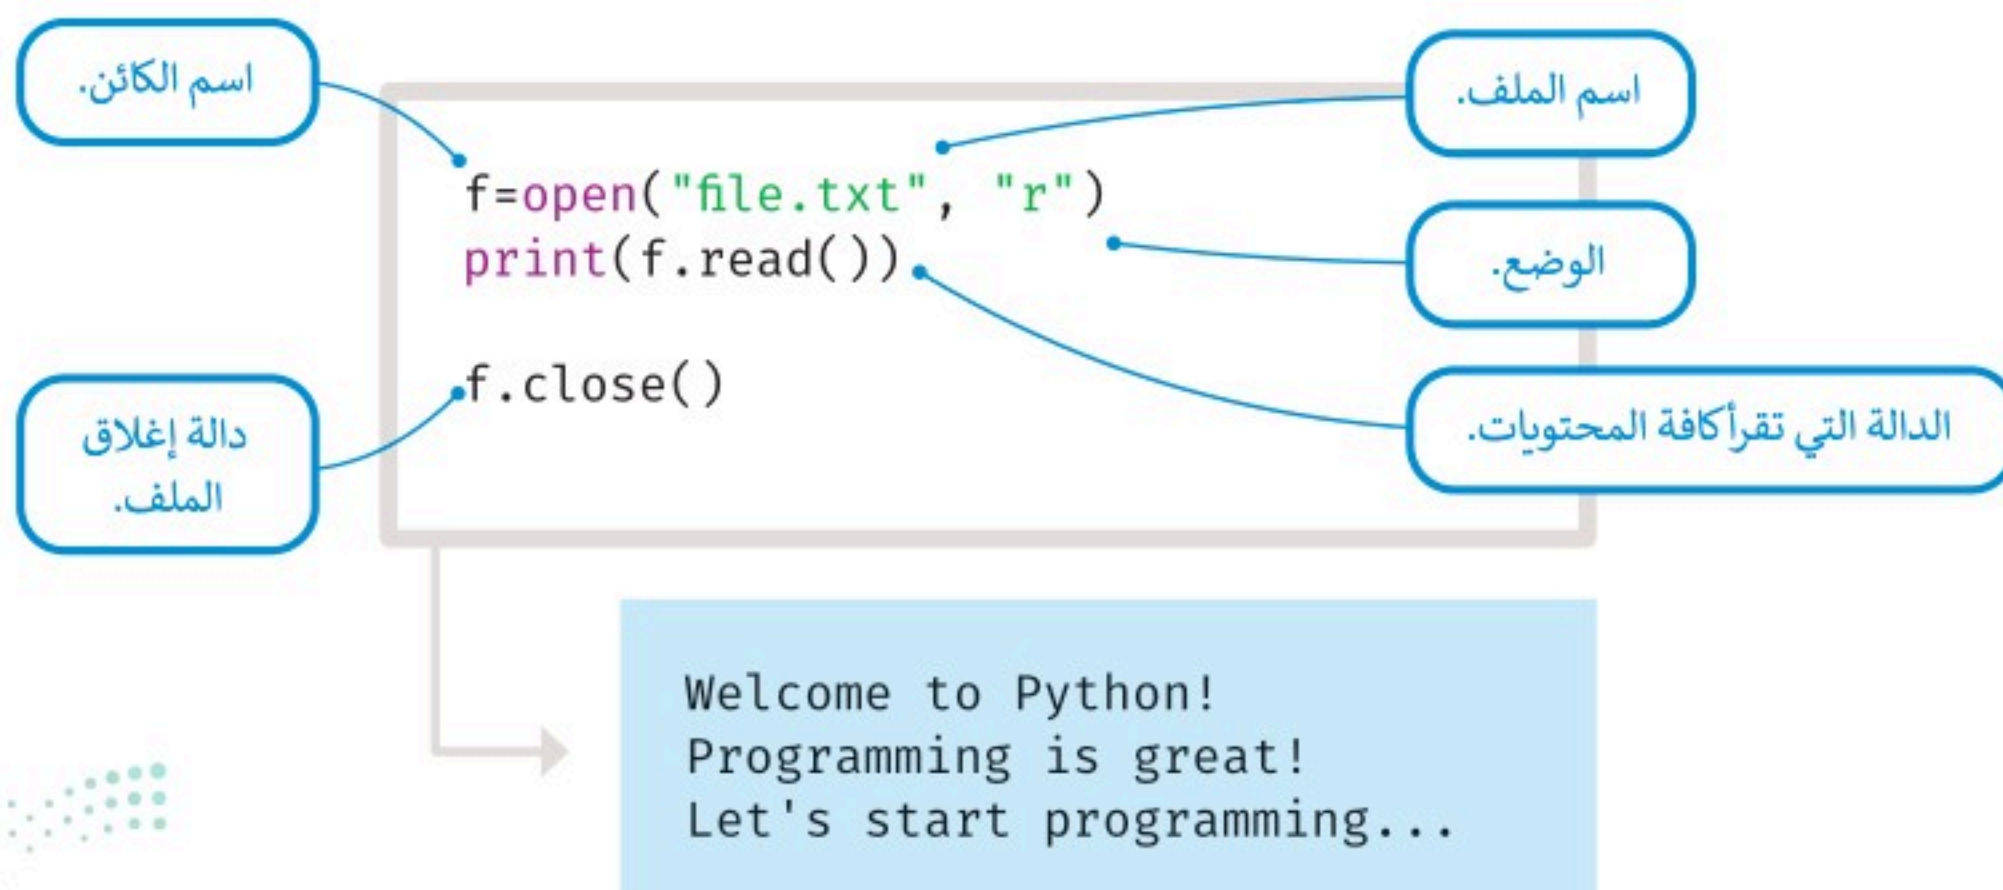 اسم الكائن.
اسم الملف.
f=open("file.txt", "r")
print(f.read())
الوضع.
f.close()
دالة إغلاق
الملف.
الدالة التي تقرأ كافة المحتويات.
Welcome to Python!
Programming is great!
Let's start programming...